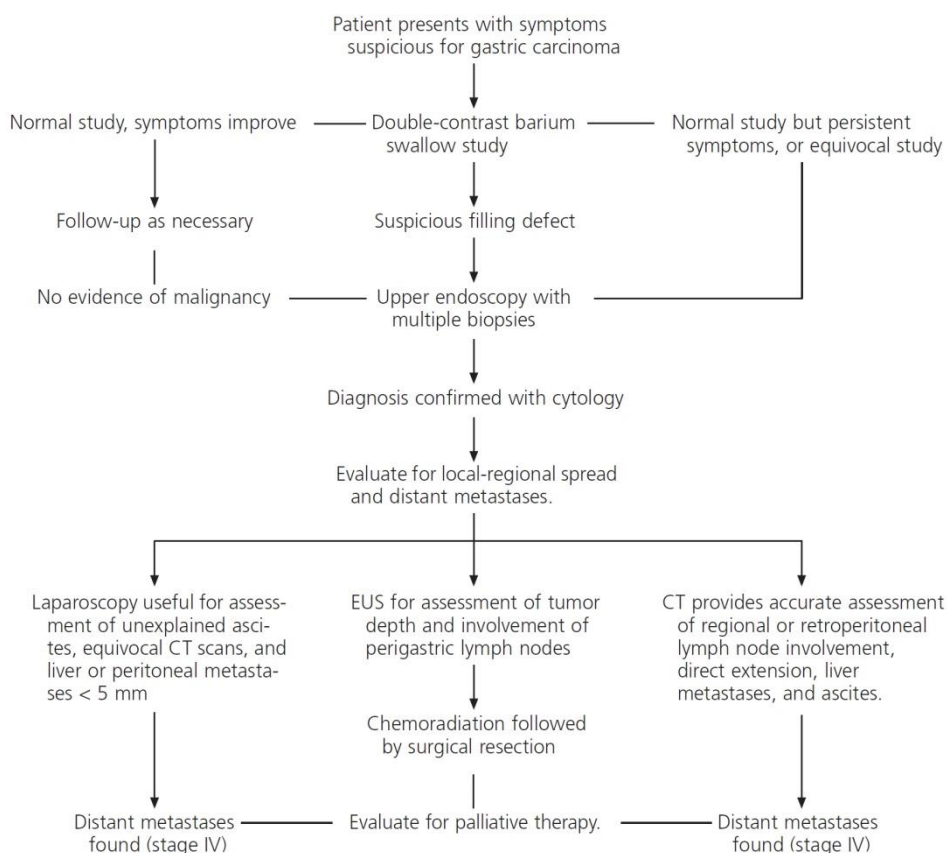 Patient presents with symptoms
suspicious for gastric carcinoma
Normal study, symptoms improve
Double-contrast barium
swallow study
Normal study but persistent
symptoms, or equivocal study
Follow-up as necessary
Suspicious filling defect
No evidence of malignancy
Upper endoscopy with
multiple biopsies
Diagnosis confirmed with cytology
Evaluate for local-regional spread
and distant metastases.
Laparoscopy useful for assess-
ment of unexplained asci-
tes, equivocal CT scans, and
liver or peritoneal metasta-
ses < 5 mm
EUS for assessment of tumor
depth and involvement of
perigastric lymph nodes
CT provides accurate assessment
of regional or retroperitoneal
lymph node involvement,
direct extension, liver
metastases, and ascites.
Chemoradiation followed
by surgical resection
Distant metastases
found (stage IV)
Evaluate for palliative therapy.
Distant metastases
found (stage IV)